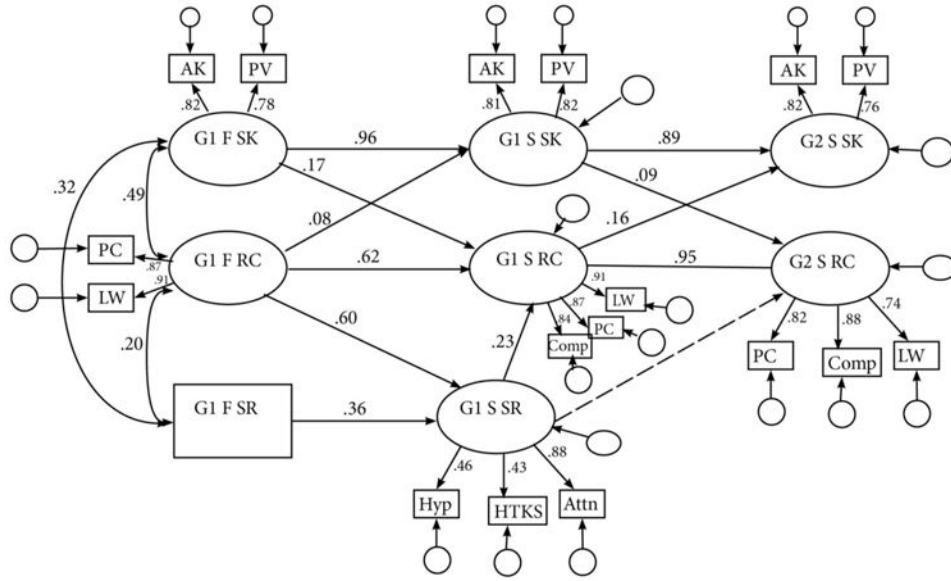 AK
PV
AK
PV
AK
PV
.82
.78
.81
.82
.82
.76
G1 F SK
.96
G1 S SK
.89
G2 S SK
.17
.09
.32
.49
.08
.16
PC
.87
G1 F RC
.62
G1 S RC
.95
G2 S RC
.91
LW
.91
.87
.84
LW
PC
Comp
.82
.88
.74
PC
Comp
LW
.60
.23
.20
G1 F SR
.36
G1 S SR
.46
.43
.88
Hyp
HTKS
Attn